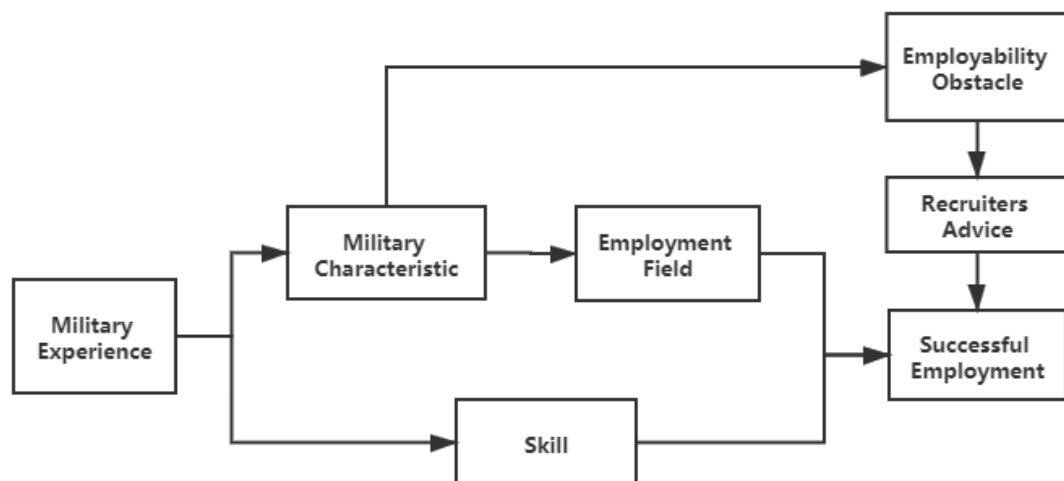 Employability
Obstacle
Recruiters
Advice
Military
Characteristic
Employment
Field
Military
Experience
Successful
Employment
Skill